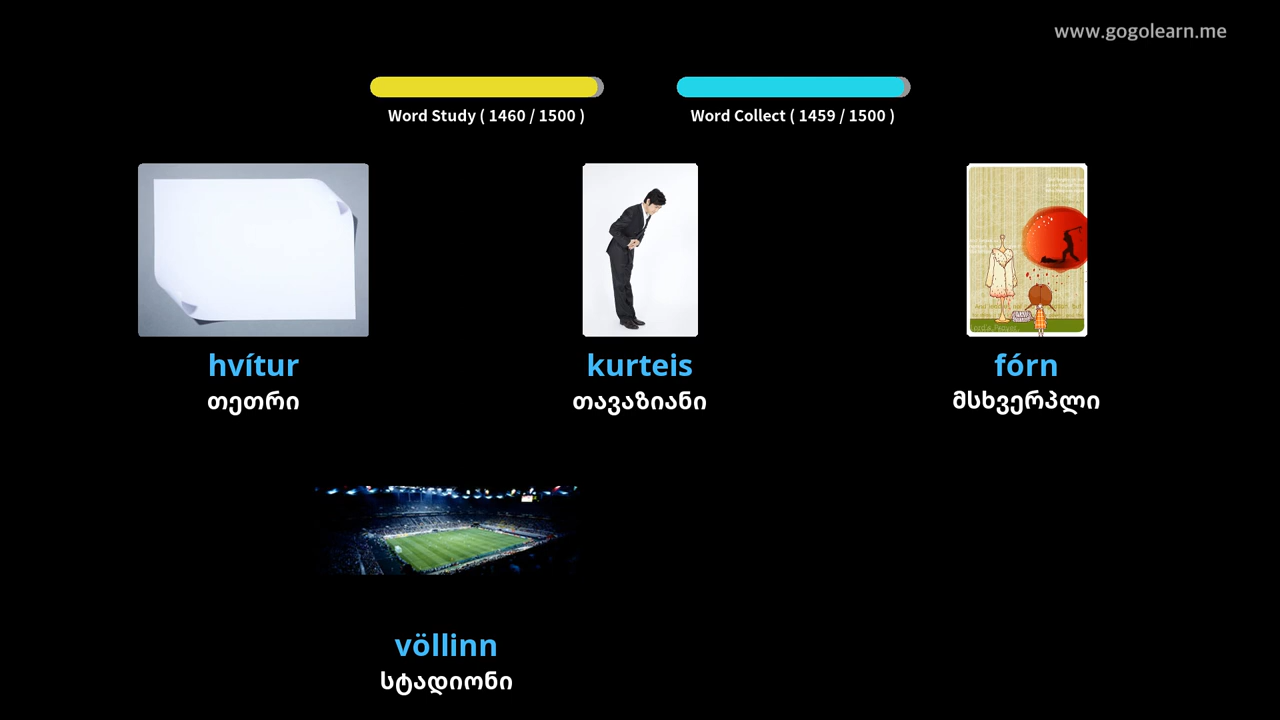 www.gogolearn.me
Word Study ( 1460 / 1500 )
Word Collect ( 1459 / 1500 )
hvítur
kurteis
fórn
თეთრი
თავაზიანი
მსხვერპლი
völlinn
სტადიონი